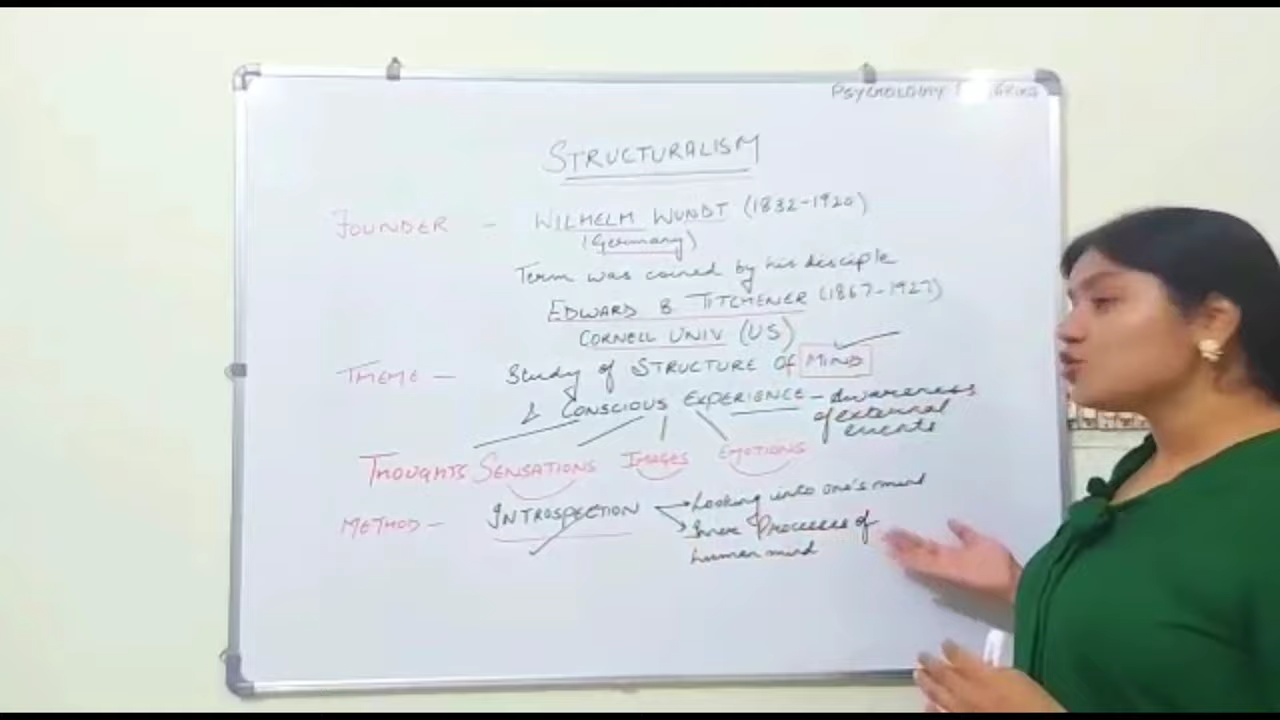 PSYCHOLOGY
STRUCTURALISM
FOUNDER - WILHELM WUNDT (1832-1920)
(Germany)
Term was coined by his disciple
EDWARD B TITCHENER (1867-1927)
CORNELL UNIV (US)
THEME - Study of STRUCTURE of MIND
& CONSCIOUS EXPERIENCE - awareness
of external
events
THOUGHTS SENSATIONS IMAGES EMOTIONS
METHOD - INTROSPECTION → Looking into one's mind
→ Inner Processes of
human mind